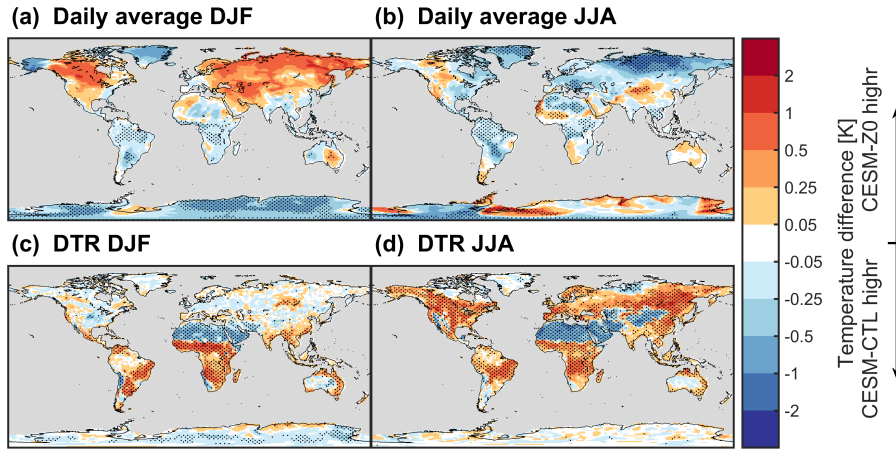 (a) Daily average DJF
(b) Daily average JJA
(c) DTR DJF
(d) DTR JJA
2
1
0.5
0.25
0.05
-0.05
-0.25
-0.5
-1
-2
Temperature difference [K]
CESM-CTL highr
CESM-Z0 highr